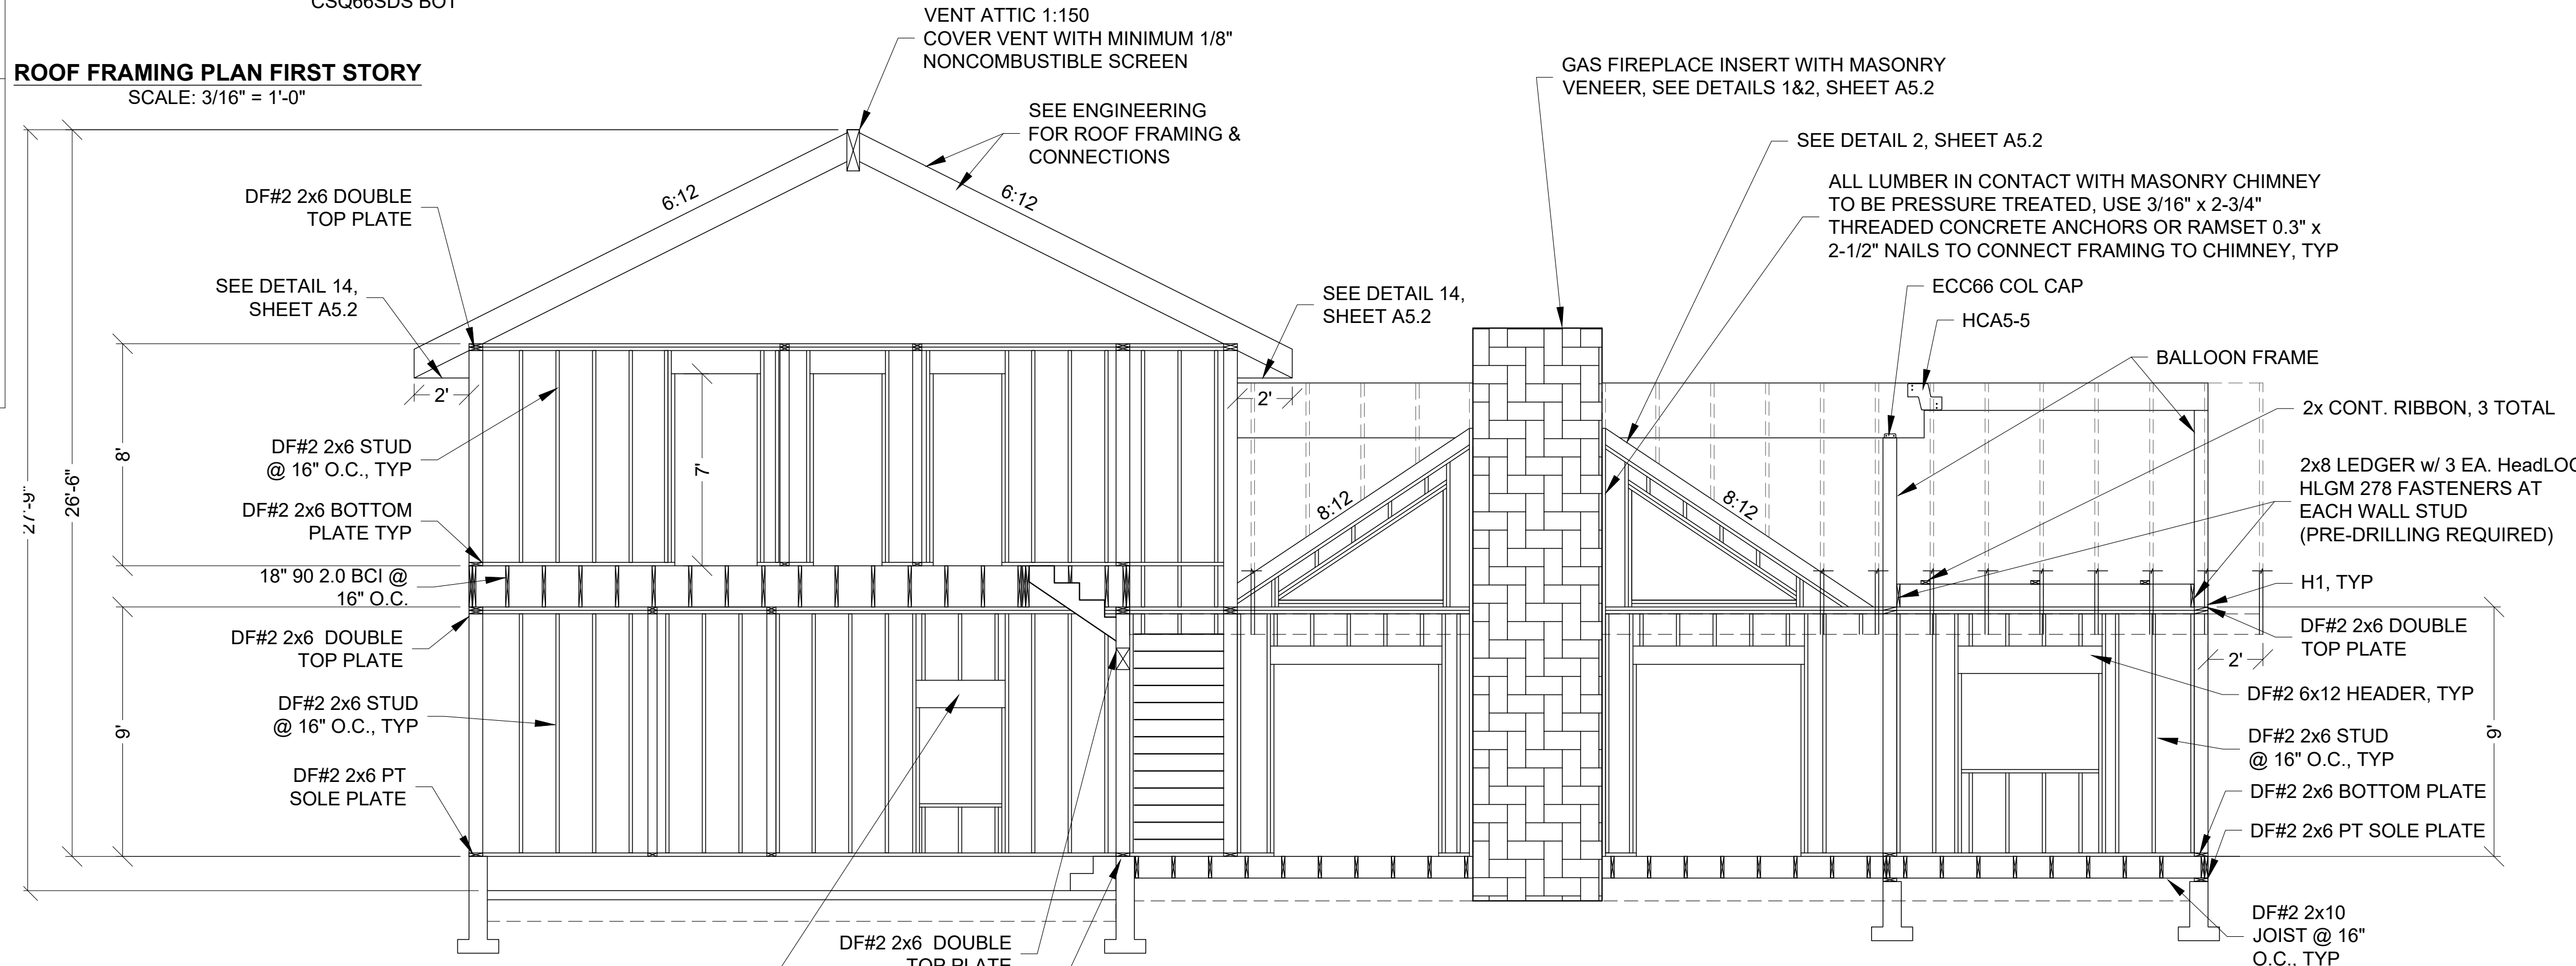 CSQ66SDS BOT
ROOF FRAMING PLAN FIRST STORY
SCALE: 3/16" = 1'-0"
VENT ATTIC 1:150
COVER VENT WITH MINIMUM 1/8"
NONCOMBUSTIBLE SCREEN
SEE ENGINEERING
FOR ROOF FRAMING &
CONNECTIONS
GAS FIREPLACE INSERT WITH MASONRY
VENEER, SEE DETAILS 1&2, SHEET A5.2
SEE DETAIL 2, SHEET A5.2
ALL LUMBER IN CONTACT WITH MASONRY CHIMNEY
TO BE PRESSURE TREATED, USE 3/16" x 2-3/4"
THREADED CONCRETE ANCHORS OR RAMSET 0.3" x
2-1/2" NAILS TO CONNECT FRAMING TO CHIMNEY, TYP
ECC66 COL CAP
HCA5-5
BALLOON FRAME
2x CONT. RIBBON, 3 TOTAL
2x8 LEDGER w/ 3 EA. HeadLOC
HLGM 278 FASTENERS AT
EACH WALL STUD
(PRE-DRILLING REQUIRED)
H1, TYP
DF#2 2x6 DOUBLE
TOP PLATE
2'
DF#2 6x12 HEADER, TYP
DF#2 2x6 STUD
@ 16" O.C., TYP
9'
DF#2 2x6 BOTTOM PLATE
DF#2 2x6 PT SOLE PLATE
DF#2 2x10
JOIST @ 16"
O.C., TYP
DF#2 2x6 DOUBLE
TOP PLATE
6:12
6:12
SEE DETAIL 14,
SHEET A5.2
SEE DETAIL 14,
SHEET A5.2
2'
2'
8'
26'-6"
27'-9"
7'
DF#2 2x6 STUD
@ 16" O.C., TYP
DF#2 2x6 BOTTOM
PLATE TYP
18" 90 2.0 BCI @
16" O.C.
8:12
8:12
DF#2 2x6 DOUBLE
TOP PLATE
9'
DF#2 2x6 STUD
@ 16" O.C., TYP
DF#2 2x6 PT
SOLE PLATE
DF#2 2x6 DOUBLE
TOP PLATE